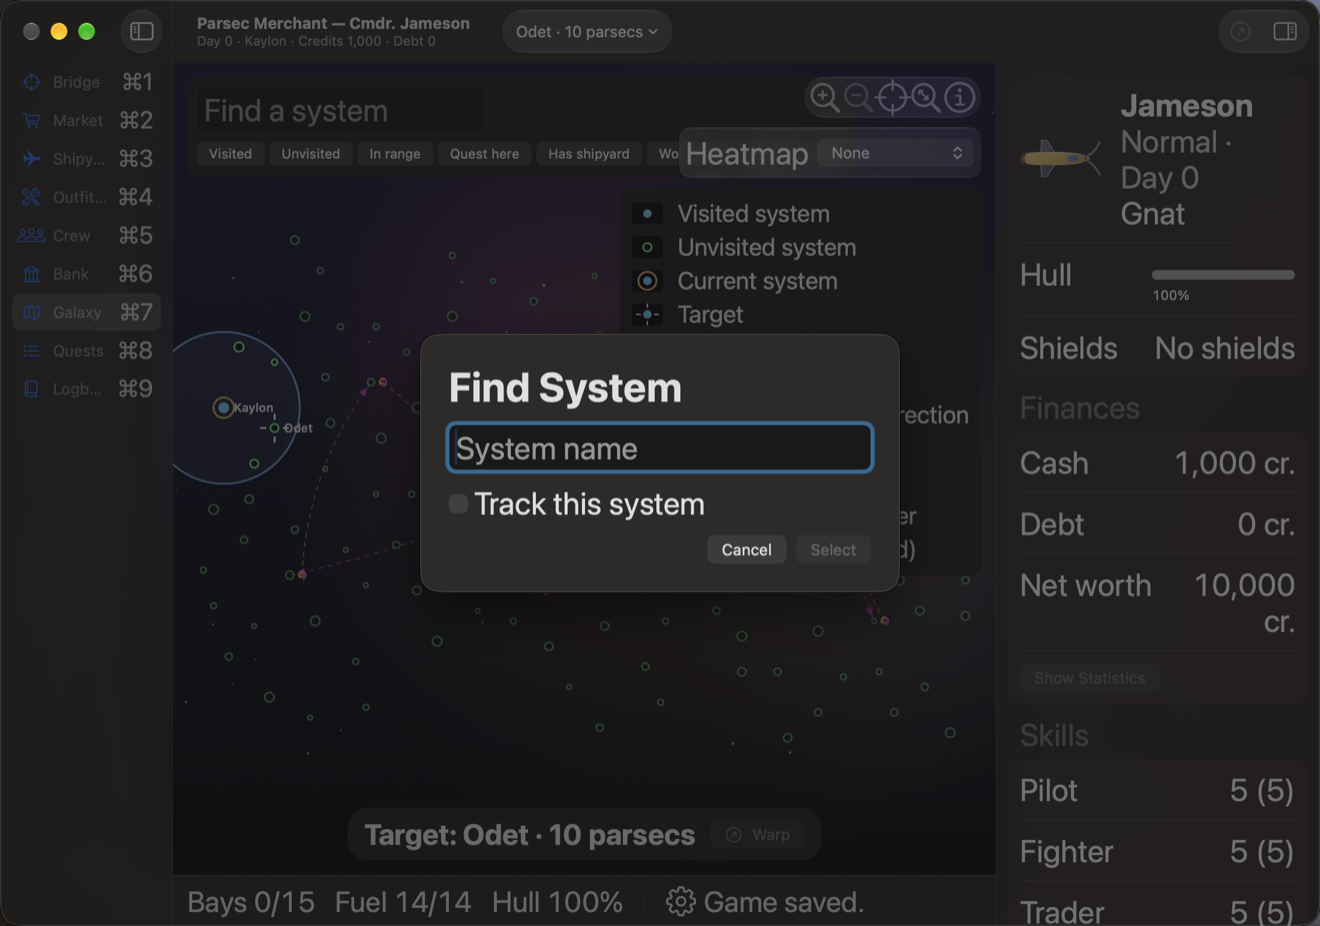 Parsec Merchant — Cmdr. Jameson
Day 0 · Kaylon · Credits 1,000 · Debt 0
Odet · 10 parsecs
Bridge ⌘1
Market ⌘2
Shipy... ⌘3
Outfit... ⌘4
Crew ⌘5
Bank ⌘6
Galaxy ⌘7
Quests ⌘8
Logb... ⌘9
Find a system
Visited
Unvisited
In range
Quest here
Has shipyard
Wo
Heatmap
None
Visited system
Unvisited system
Current system
Target
rection
er
d)
Kaylon
Odet
Find System
System name
Track this system
Cancel
Select
Target: Odet · 10 parsecs
Warp
Bays 0/15
Fuel 14/14
Hull 100%
Game saved.
Jameson
Normal ·
Day 0
Gnat
Hull
100%
Shields
No shields
Finances
Cash 1,000 cr.
Debt 0 cr.
Net worth 10,000
cr.
Show Statistics
Skills
Pilot 5 (5)
Fighter 5 (5)
Trader 5 (5)